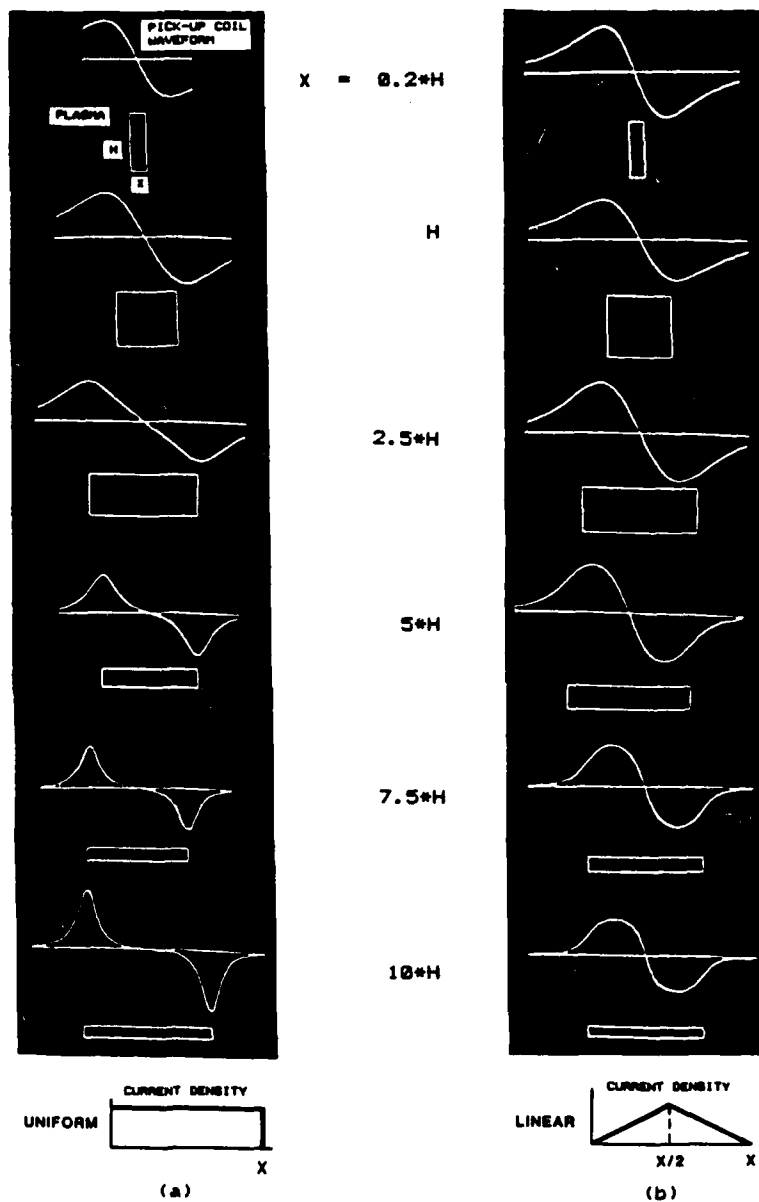 PICK-UP COIL
WAVEFORM
X = 0.2*H
PLASMA
H
X
H
2.5*H
5*H
7.5*H
10*H
CURRENT DENSITY
UNIFORM
X
(a)
CURRENT DENSITY
LINEAR
X/2 X
(b)